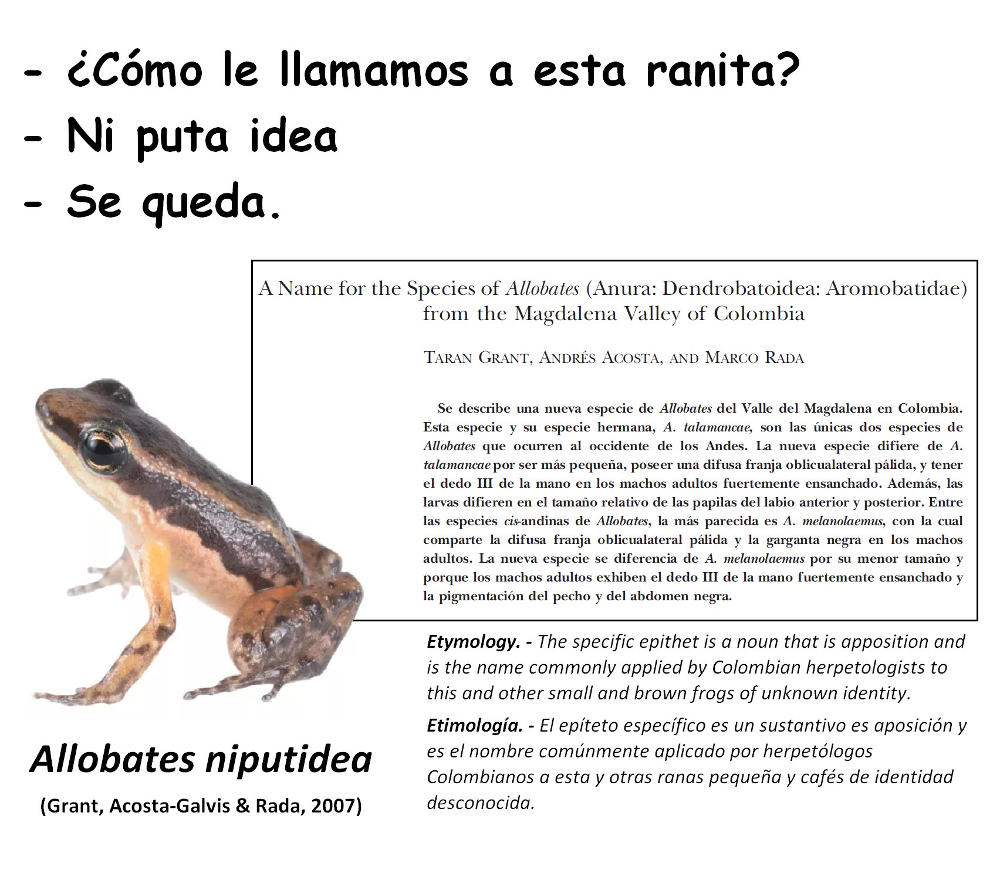 - ¿Cómo le llamamos a esta ranita?
- Ni puta idea
- Se queda.
A Name for the Species of Allobates (Anura: Dendrobatoidea: Aromobatidae)
from the Magdalena Valley of Colombia
TARAN GRANT, ANDRÉS ACOSTA, AND MARCO RADA
Se describe una nueva especie de Allobates del Valle del Magdalena en Colombia.
Esta especie y su especie hermana, A. talamancae, son las únicas dos especies de
Allobates que ocurren al occidente de los Andes. La nueva especie difiere de A.
talamancae por ser más pequeña, poseer una difusa franja oblicualateral pálida, y tener
el dedo III de la mano en los machos adultos fuertemente ensanchado. Además, las
larvas difieren en el tamaño relativo de las papilas del labio anterior y posterior. Entre
las especies cis-andinas de Allobates, la más parecida es A. melanolaemus, con la cual
comparte la difusa franja oblicualateral pálida y la garganta negra en los machos
adultos. La nueva especie se diferencia de A. melanolaemus por su menor tamaño y
porque los machos adultos exhiben el dedo III de la mano fuertemente ensanchado y
la pigmentación del pecho y del abdomen negra.
Etymology. - The specific epithet is a noun that is apposition and
is the name commonly applied by Colombian herpetologists to
this and other small and brown frogs of unknown identity.
Etimología. - El epíteto específico es un sustantivo es aposición y
es el nombre comúnmente aplicado por herpetólogos
Colombianos a esta y otras ranas pequeña y cafés de identidad
desconocida.
Allobates niputidea
(Grant, Acosta-Galvis & Rada, 2007)